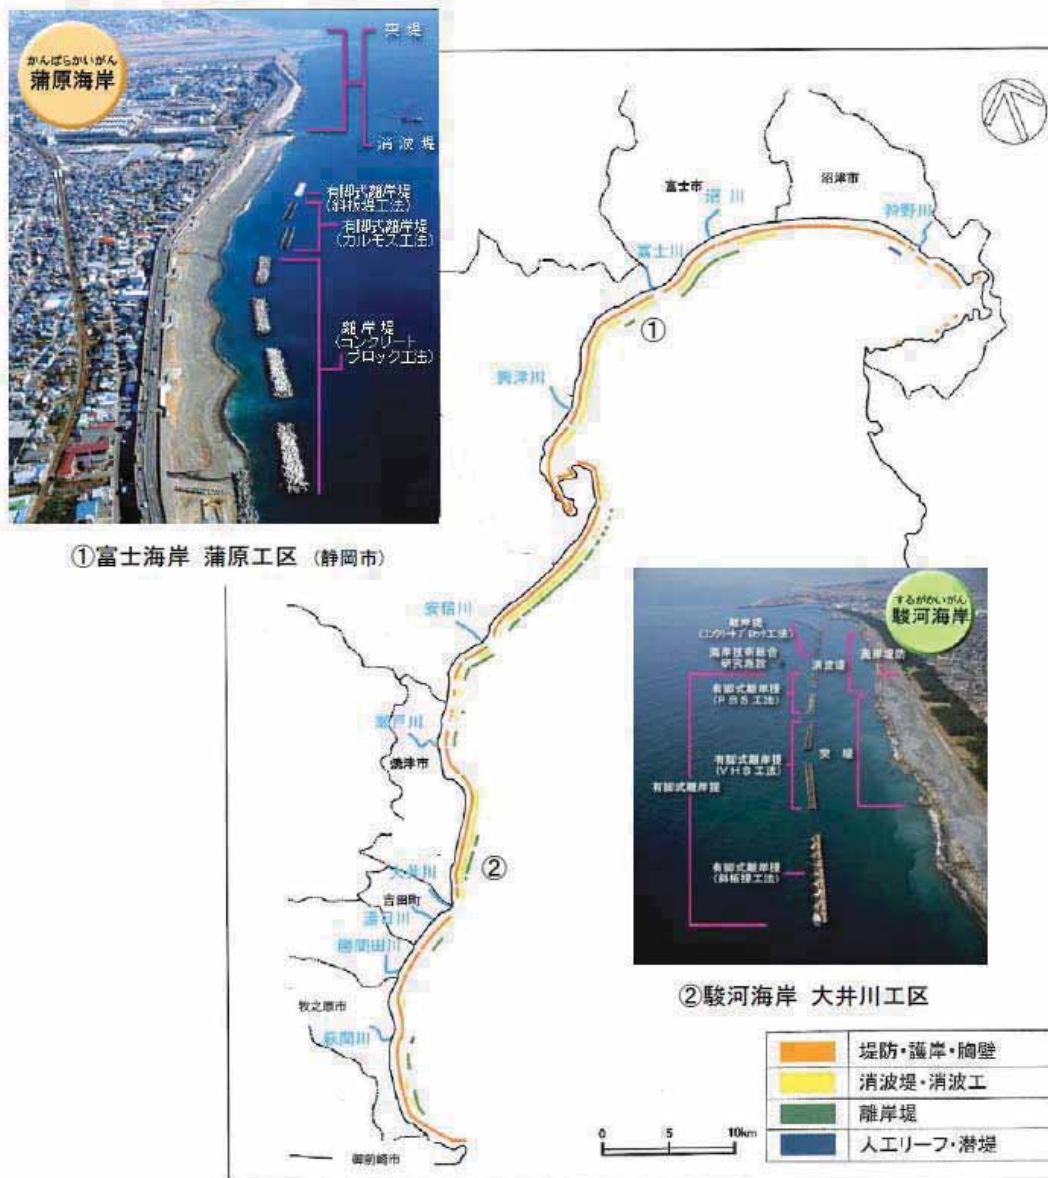 かんばらかいがん
蒲原海岸
突 堤
消 波 堤
有脚式離岸堤
(斜板堤工法)
有脚式離岸堤
(カルモス工法)
離 岸 堤
(コンクリート
ブロック工法)
①富士海岸 蒲原工区 (静岡市)
富士市
沼津市
沼 川
狩野川
富士川
①
興津川
安倍川
瀬戸川
焼津市
大井川
②
吉田町
湯日川
勝間田川
牧之原市
萩間川
御前崎市
するがかいがん
駿河海岸
離岸堤
(コンクリートブロック工法)
海岸技術総合
研究施設
消波堤
海岸堤防
有脚式離岸堤
(PBS工法)
有脚式離岸堤
(VHS工法)
突 堤
有脚式離岸堤
有脚式離岸堤
(斜板堤工法)
②駿河海岸 大井川工区
堤防・護岸・胸壁
消波堤・消波工
離岸堤
人工リーフ・潜堤
0 5 10km